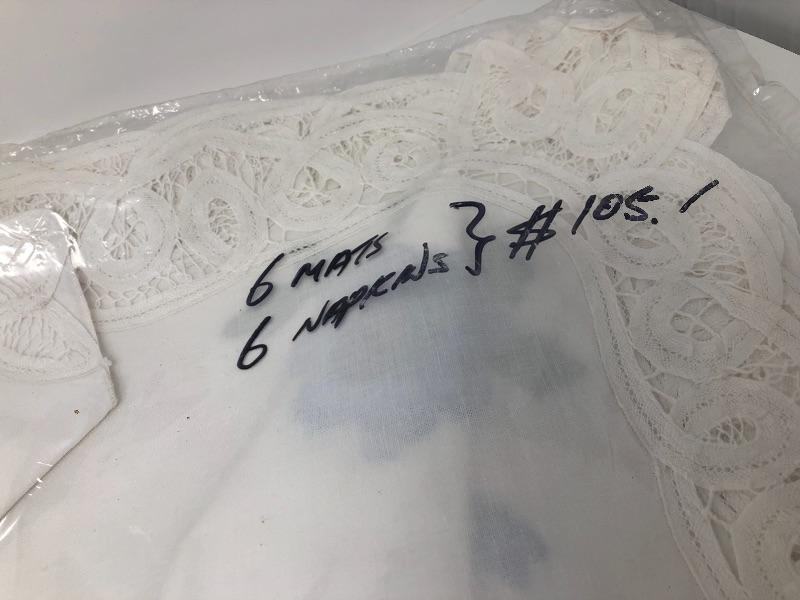 6 MATS
6 NAPKINS } # 105.